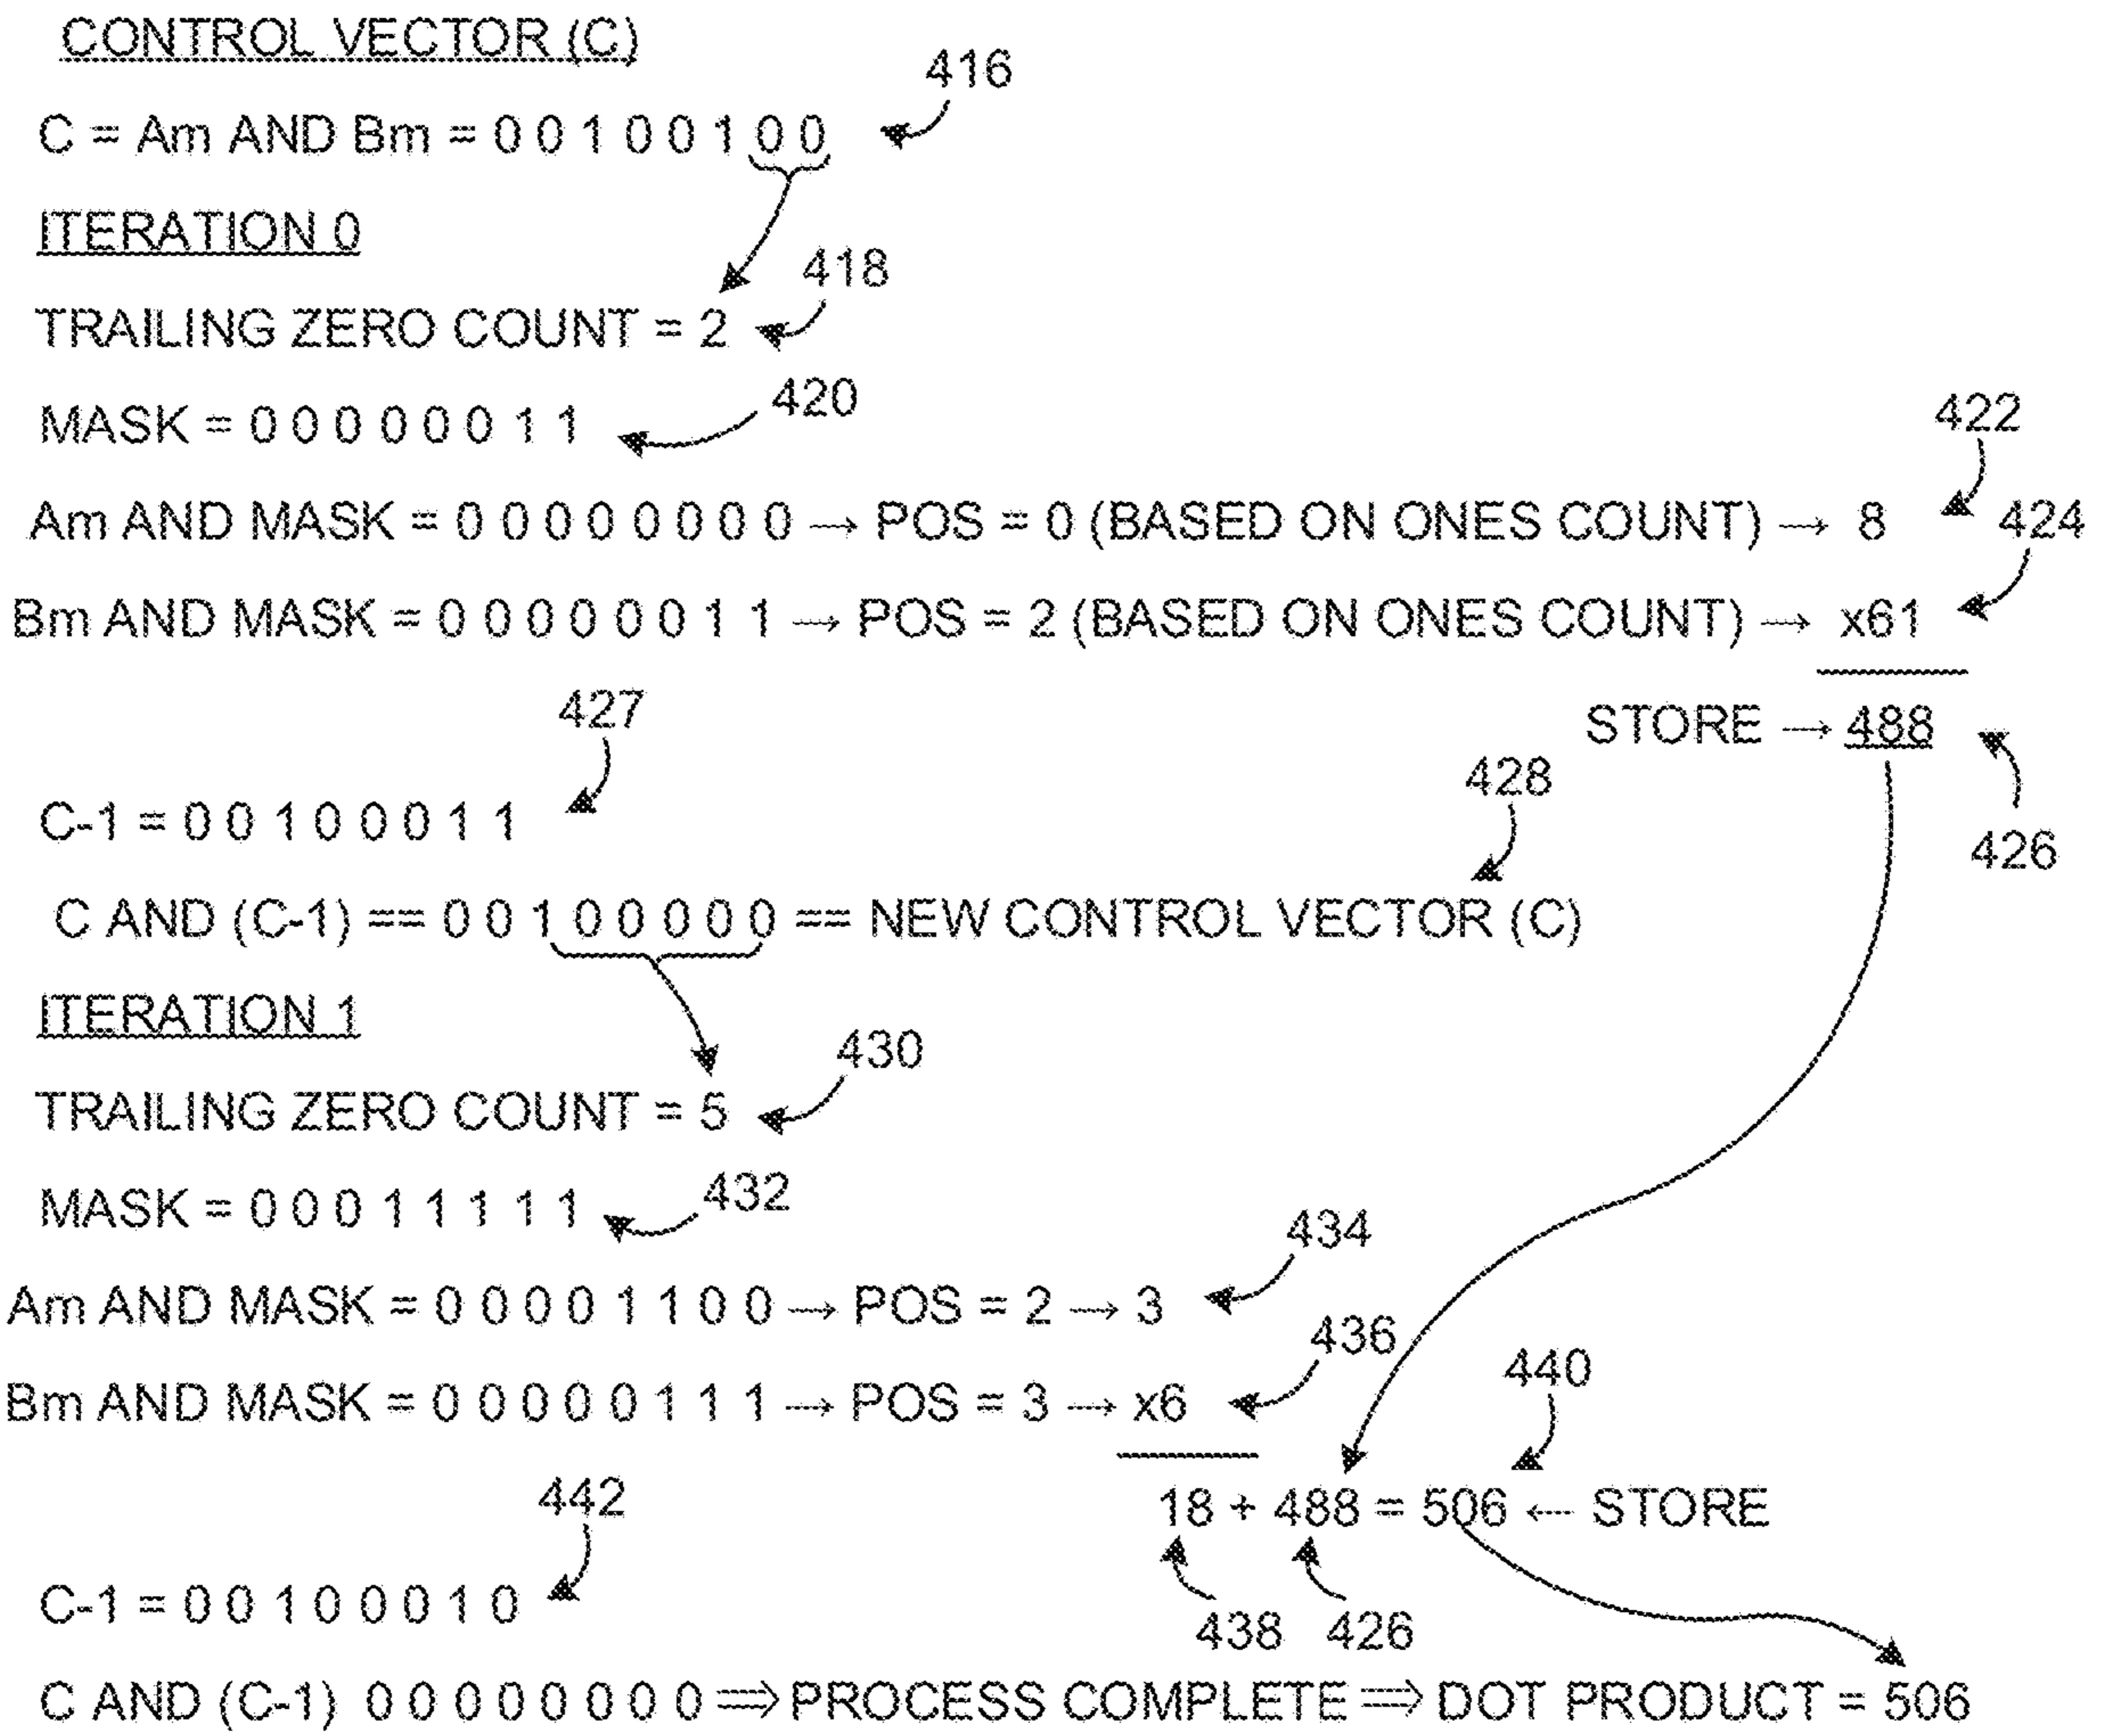 CONTROL VECTOR (C)
416
C = Am AND Bm = 0 0 1 0 0 1 0 0
ITERATION 0
418
TRAILING ZERO COUNT = 2
420
MASK = 0 0 0 0 0 0 1 1
422
Am AND MASK = 0 0 0 0 0 0 0 0 → POS = 0 (BASED ON ONES COUNT) → 8
424
Bm AND MASK = 0 0 0 0 0 0 1 1 → POS = 2 (BASED ON ONES COUNT) → x61
427
STORE → 488
428
C-1 = 0 0 1 0 0 0 1 1
426
C AND (C-1) == 0 0 1 0 0 0 0 0 == NEW CONTROL VECTOR (C)
ITERATION 1
430
TRAILING ZERO COUNT = 5
432
MASK = 0 0 0 1 1 1 1 1
434
Am AND MASK = 0 0 0 0 1 1 0 0 → POS = 2 → 3
436
440
Bm AND MASK = 0 0 0 0 0 1 1 1 → POS = 3 → x6
442
18 + 488 = 506 ← STORE
C-1 = 0 0 1 0 0 0 1 0
438 426
C AND (C-1) 0 0 0 0 0 0 0 0 ⇒ PROCESS COMPLETE ⇒ DOT PRODUCT = 506